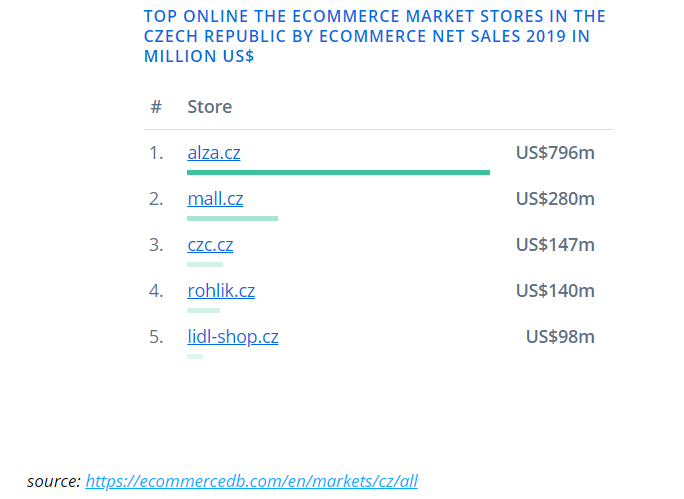 TOP ONLINE THE ECOMMERCE MARKET STORES IN THE
CZECH REPUBLIC BY ECOMMERCE NET SALES 2019 IN
MILLION US$
# Store
1. alza.cz US$796m
2. mall.cz US$280m
3. czc.cz US$147m
4. rohlik.cz US$140m
5. lidl-shop.cz US$98m
source: https://ecommercedb.com/en/markets/cz/all